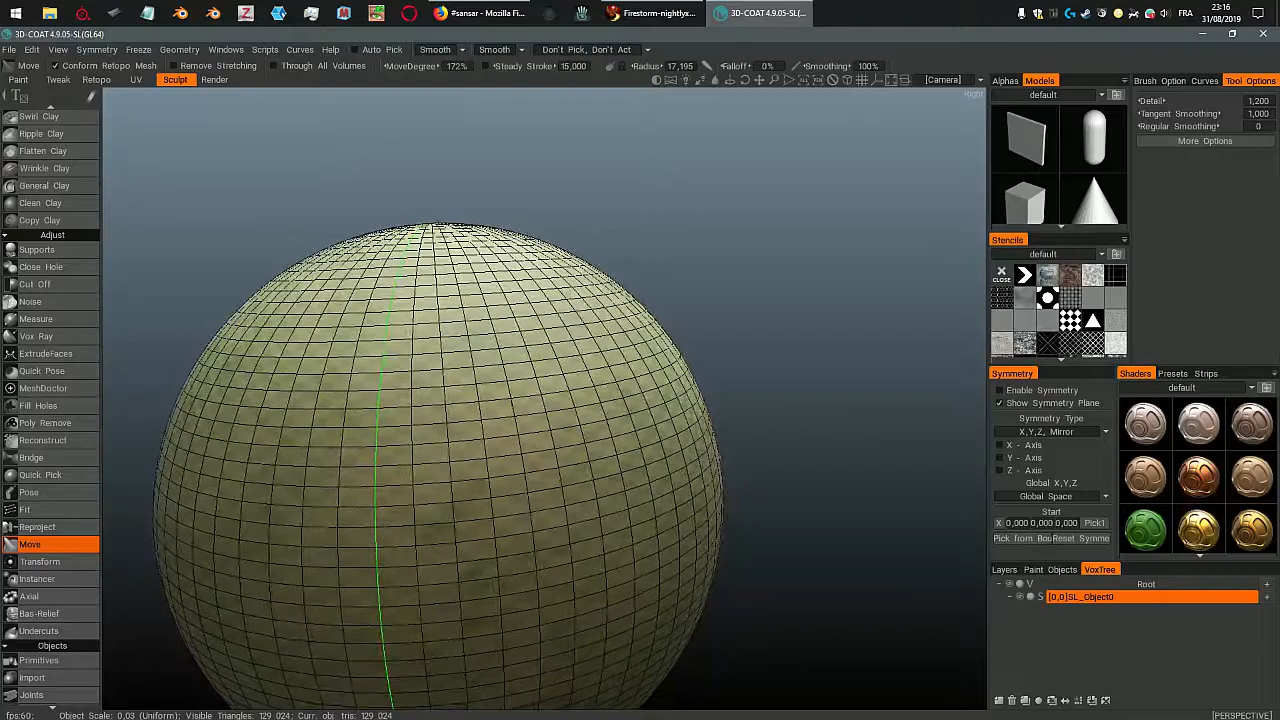 #sansar - Mozilla Fi...
Firestorm-nightlyx...
3D-COAT 4.9.05-SL(...
FRA
23:16
31/08/2019
3D-COAT 4.9.05-SL(GL64)
File Edit View Symmetry Freeze Geometry Windows Scripts Curves Help Auto Pick Smooth Smooth Don't Pick, Don't Act
Move Conform Retopo Mesh Remove Stretching Through All Volumes MoveDegree 172% Steady Stroke 15,000 Radius 17,195 Smoothing 100%
0%
Paint Tweak Retopo UV Sculpt Render
[Camera]
Right
Swirl Clay
Ripple Clay
Flatten Clay
Wrinkle Clay
General Clay
Clean Clay
Copy Clay
Adjust
Supports
Close Hole
Cut Off
Noise
Measure
Vox Ray
ExtrudeFaces
Quick Pose
MeshDoctor
Fill Holes
Poly Remove
Reconstruct
Bridge
Quick Pick
Pose
Fit
Reproject
Move
Transform
Instancer
Axial
Bas-Relief
Undercuts
Objects
Primitives
Import
Joints
Alphas Models
default
Stencils
default
CLOSE
Symmetry
Enable Symmetry
Show Symmetry Plane
Symmetry Type
X,Y,Z, Mirror
X - Axis
Y - Axis
Z - Axis
Global X,Y,Z
Global Space
Start
X 0,000 0,000 0,000 Pick1
Pick from Bou Reset Symme
Brush Option Curves Tool Options
Detail: 1,200
Tangent Smoothing: 1,000
Regular Smoothing: 0
More Options
Shaders Presets Strips
default
Layers Paint Objects VoxTree
V Root +
S [0,0]SL_Object0 +
fps:60; Object Scale: 0,03 (Uniform); Visible Triangles: 129 024; Curr. obj. tris: 129 024
[PERSPECTIVE]